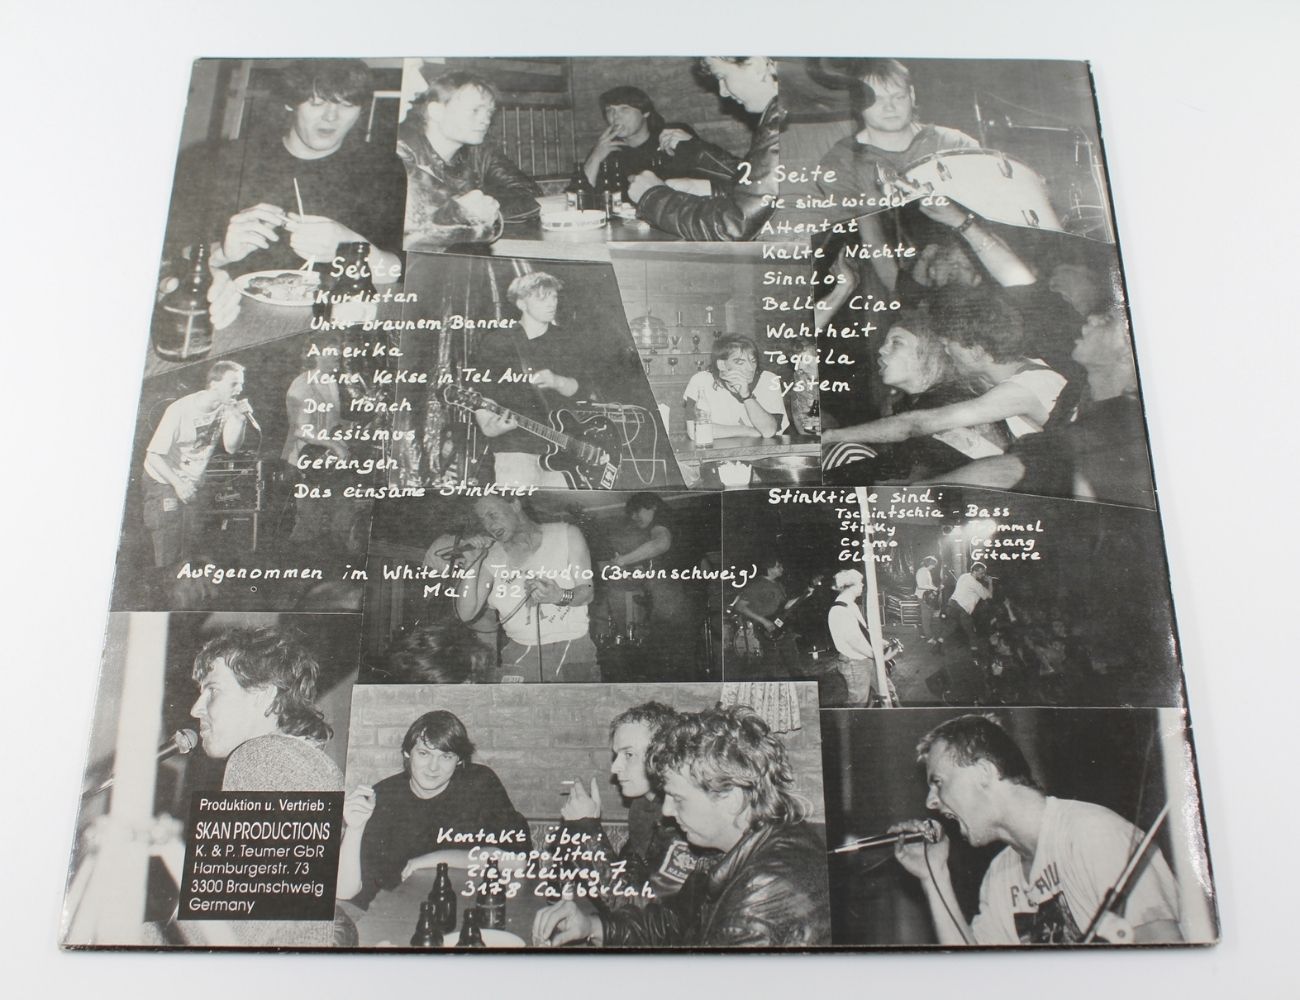 1. Seite
Kurdistan
Unter braunem Banner
Amerika
Keine Kekse in Tel Aviv
Der Mönch
Rassismus
Gefangen
Das einsame Stinktier
2. Seite
Sie sind wieder da
Attentat
Kalte Nächte
Sinnlos
Bella Ciao
Wahrheit
Tequila
System
Stinktiere sind:
Tschintschia - Bass
Stinky - Trommel
Cosmo - Gesang
Glenn - Gitarre
Aufgenommen im Whiteline Tonstudio (Braunschweig)
Mai '92
Produktion u. Vertrieb :
SKAN PRODUCTIONS
K. & P. Teumer GbR
Hamburgerstr. 73
3300 Braunschweig
Germany
Kontakt über:
Cosmopolitan
Ziegeleiweg 7
3178 Calberlah